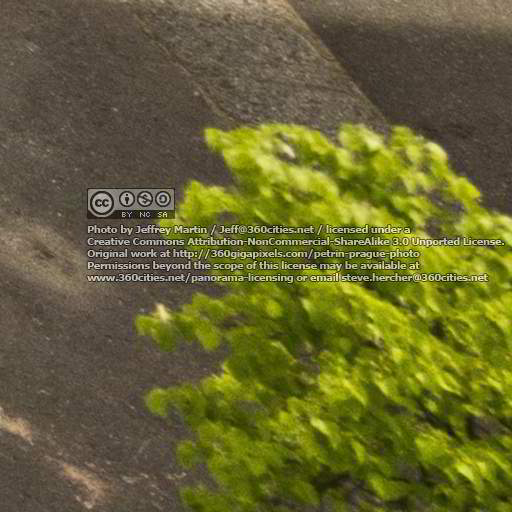 cc BY NC SA
Photo by Jeffrey Martin / Jeff@360cities.net / licensed under a
Creative Commons Attribution-NonCommercial-ShareAlike 3.0 Unported License.
Original work at http://360gigapixels.com/petrin-prague-photo
Permissions beyond the scope of this license may be available at
www.360cities.net/panorama-licensing or email steve.hercher@360cities.net